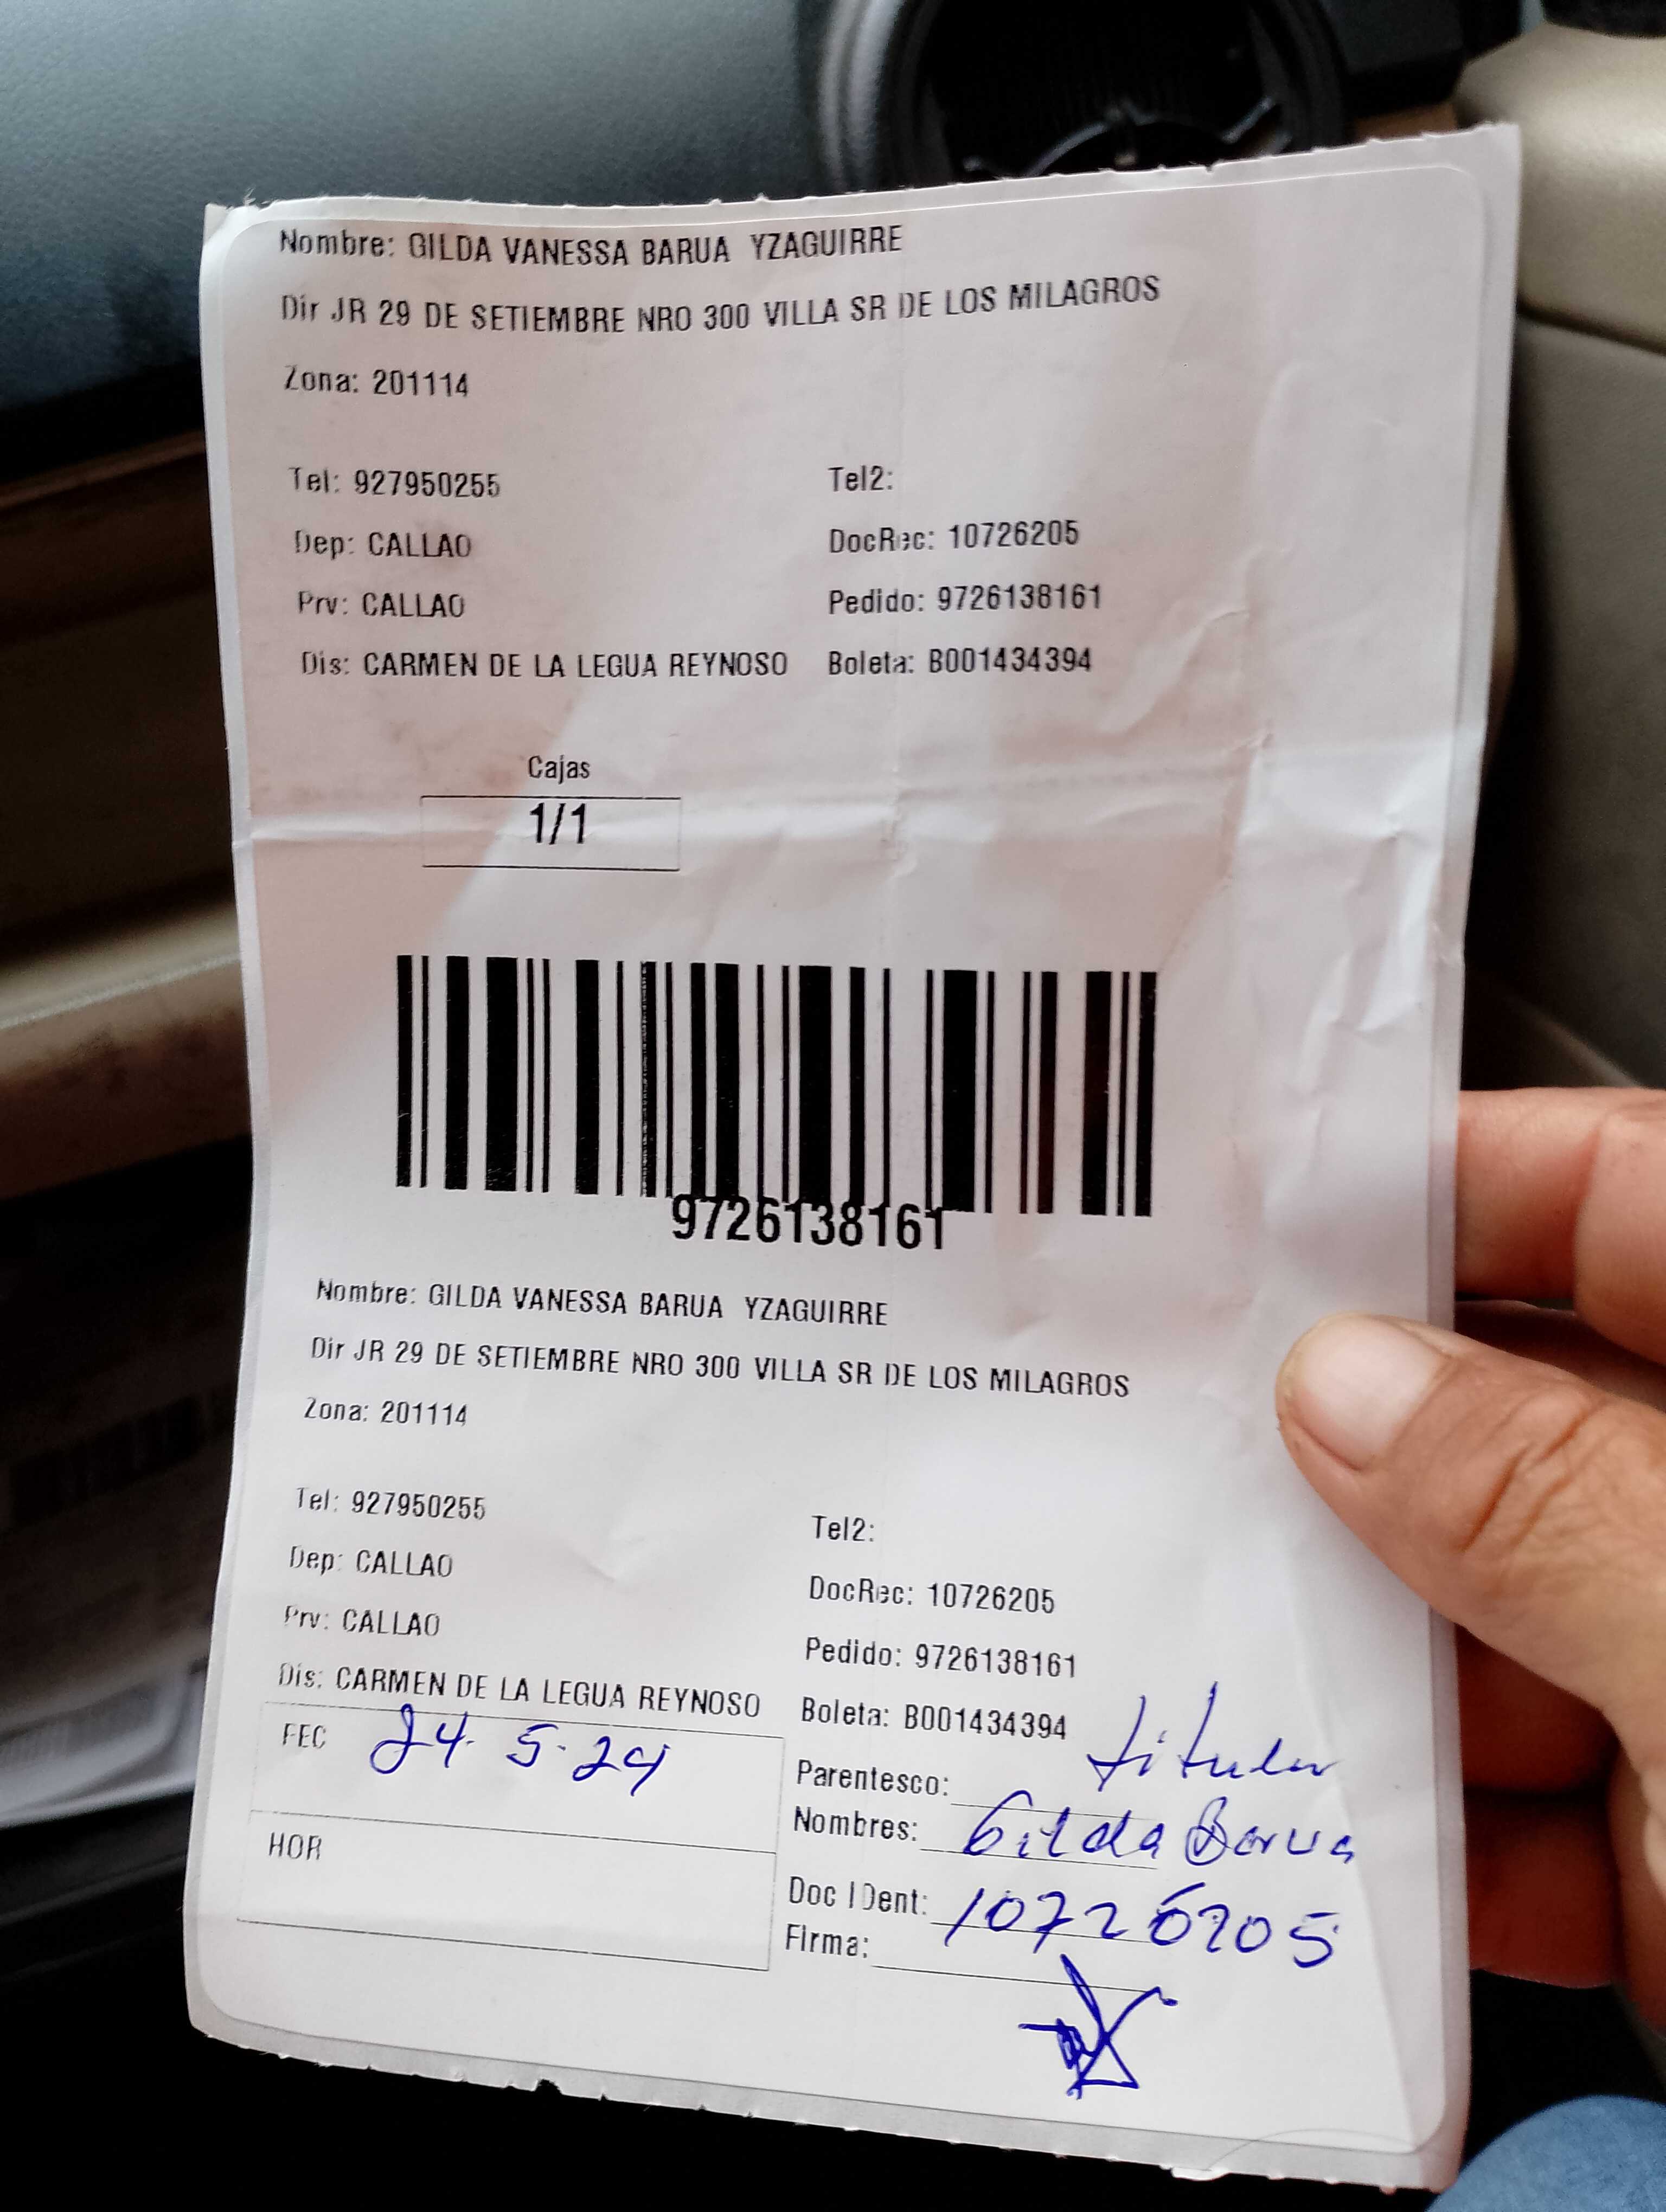 Nombre: GILDA VANESSA BARUA YZAGUIRRE
Dir JR 29 DE SETIEMBRE NRO 300 VILLA SR DE LOS MILAGROS
Zona: 201114
Tel: 927950255 Tel2:
Dep: CALLAO DocRec: 10726205
Prv: CALLAO Pedido: 9726138161
Dis: CARMEN DE LA LEGUA REYNOSO Boleta: B001434394
Cajas
1/1
9726138161
Nombre: GILDA VANESSA BARUA YZAGUIRRE
Dir JR 29 DE SETIEMBRE NRO 300 VILLA SR DE LOS MILAGROS
Zona: 201114
Tel: 927950255 Tel2:
Dep: CALLAO DocRec: 10726205
Prv: CALLAO Pedido: 9726138161
Dis: CARMEN DE LA LEGUA REYNOSO Boleta: B001434394
FEC 24-5-24 Parentesco: titular
Nombres: Gilda Barua
HOR Doc IDent: 10726205
Firma: